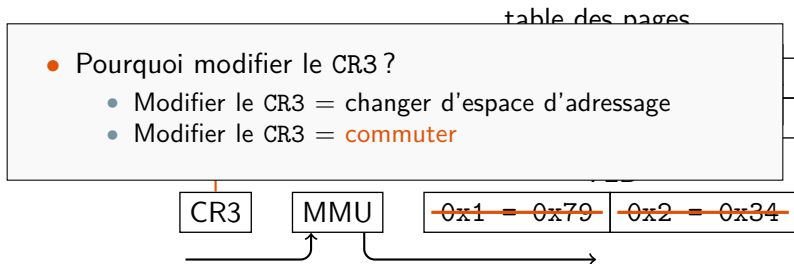 table des pages
Pourquoi modifier le CR3 ?
Modifier le CR3 = changer d'espace d'adressage
Modifier le CR3 = commuter
CR3 MMU 0x1 = 0x79 0x2 = 0x34